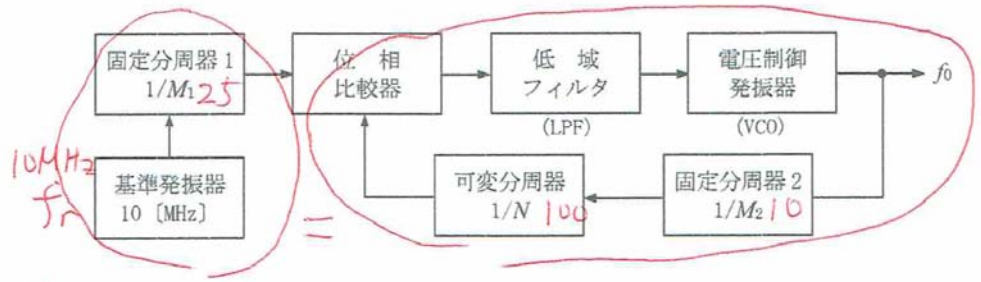 固定分周器1
1/M₁ 25
位 相
比較器
低 域
フィルタ
(LPF)
電圧制御
発振器
(VCO)
f₀
10MHz
fr
基準発振器
10 〔MHz〕
=
可変分周器
1/N 100
固定分周器2
1/M₂ 10